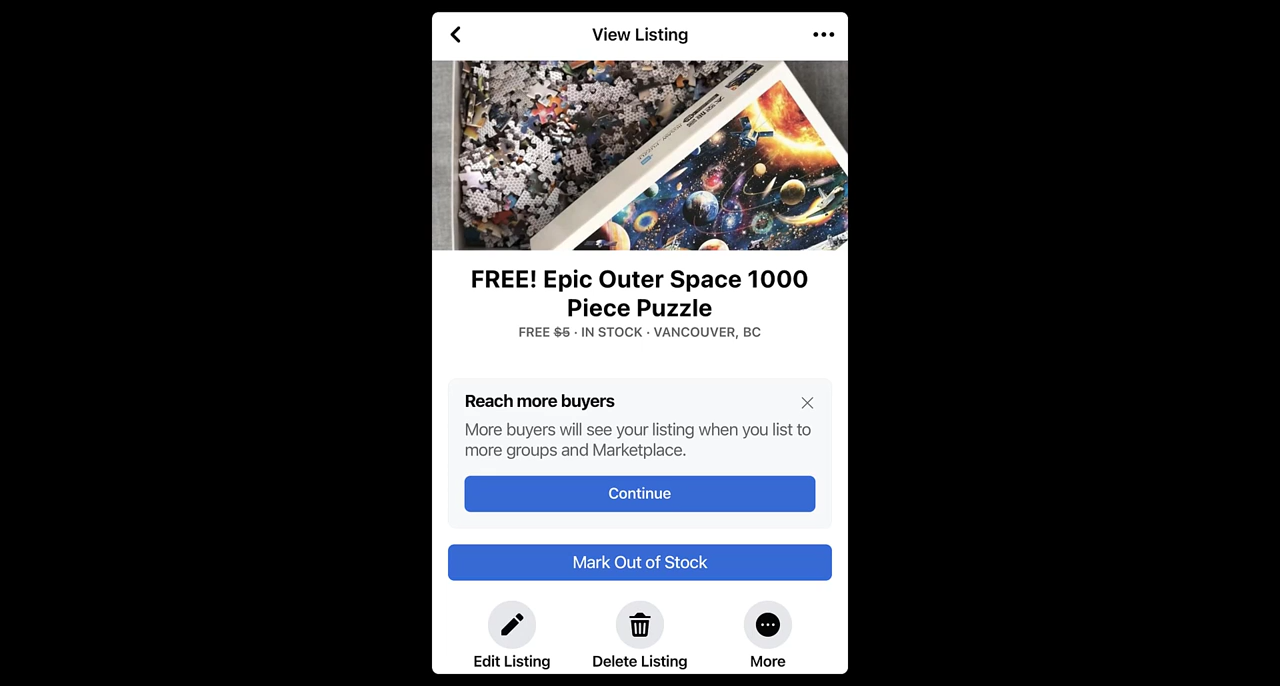 View Listing
FREE! Epic Outer Space 1000
Piece Puzzle
FREE $5 · IN STOCK · VANCOUVER, BC
Reach more buyers
More buyers will see your listing when you list to
more groups and Marketplace.
Continue
Mark Out of Stock
Edit Listing
Delete Listing
More